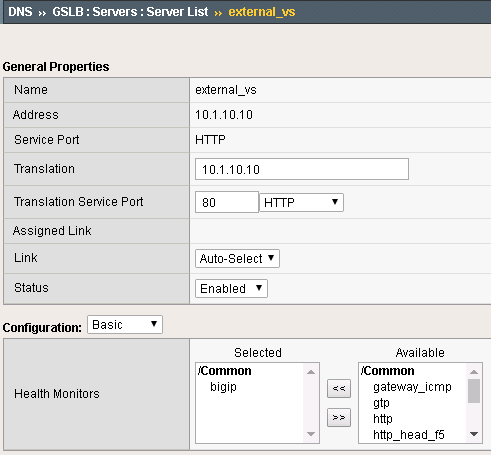 DNS ›› GSLB : Servers : Server List ›› external_vs
General Properties
Name external_vs
Address 10.1.10.10
Service Port HTTP
Translation 10.1.10.10
Translation Service Port 80 HTTP
Assigned Link
Link Auto-Select
Status Enabled
Configuration: Basic
Selected Available
Health Monitors
/Common
bigip
<<
>>
/Common
gateway_icmp
gtp
http
http_head_f5